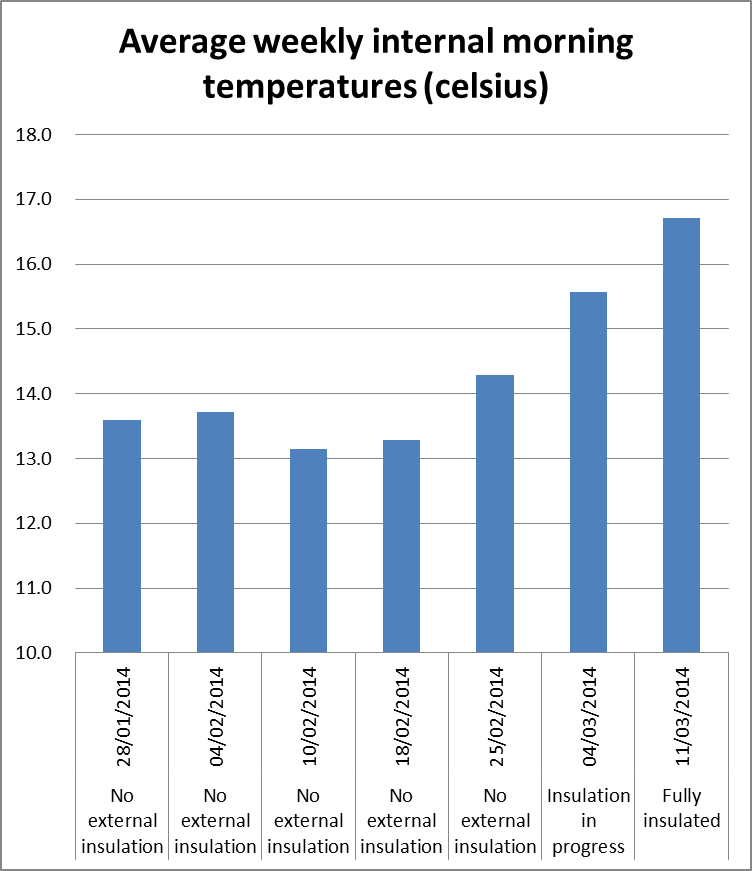 Average weekly internal morning
temperatures (celsius)
18.0
17.0
16.0
15.0
14.0
13.0
12.0
11.0
10.0
28/01/2014
04/02/2014
10/02/2014
18/02/2014
25/02/2014
04/03/2014
11/03/2014
No external insulation
No external insulation
No external insulation
No external insulation
No external insulation
Insulation in progress
Fully insulated